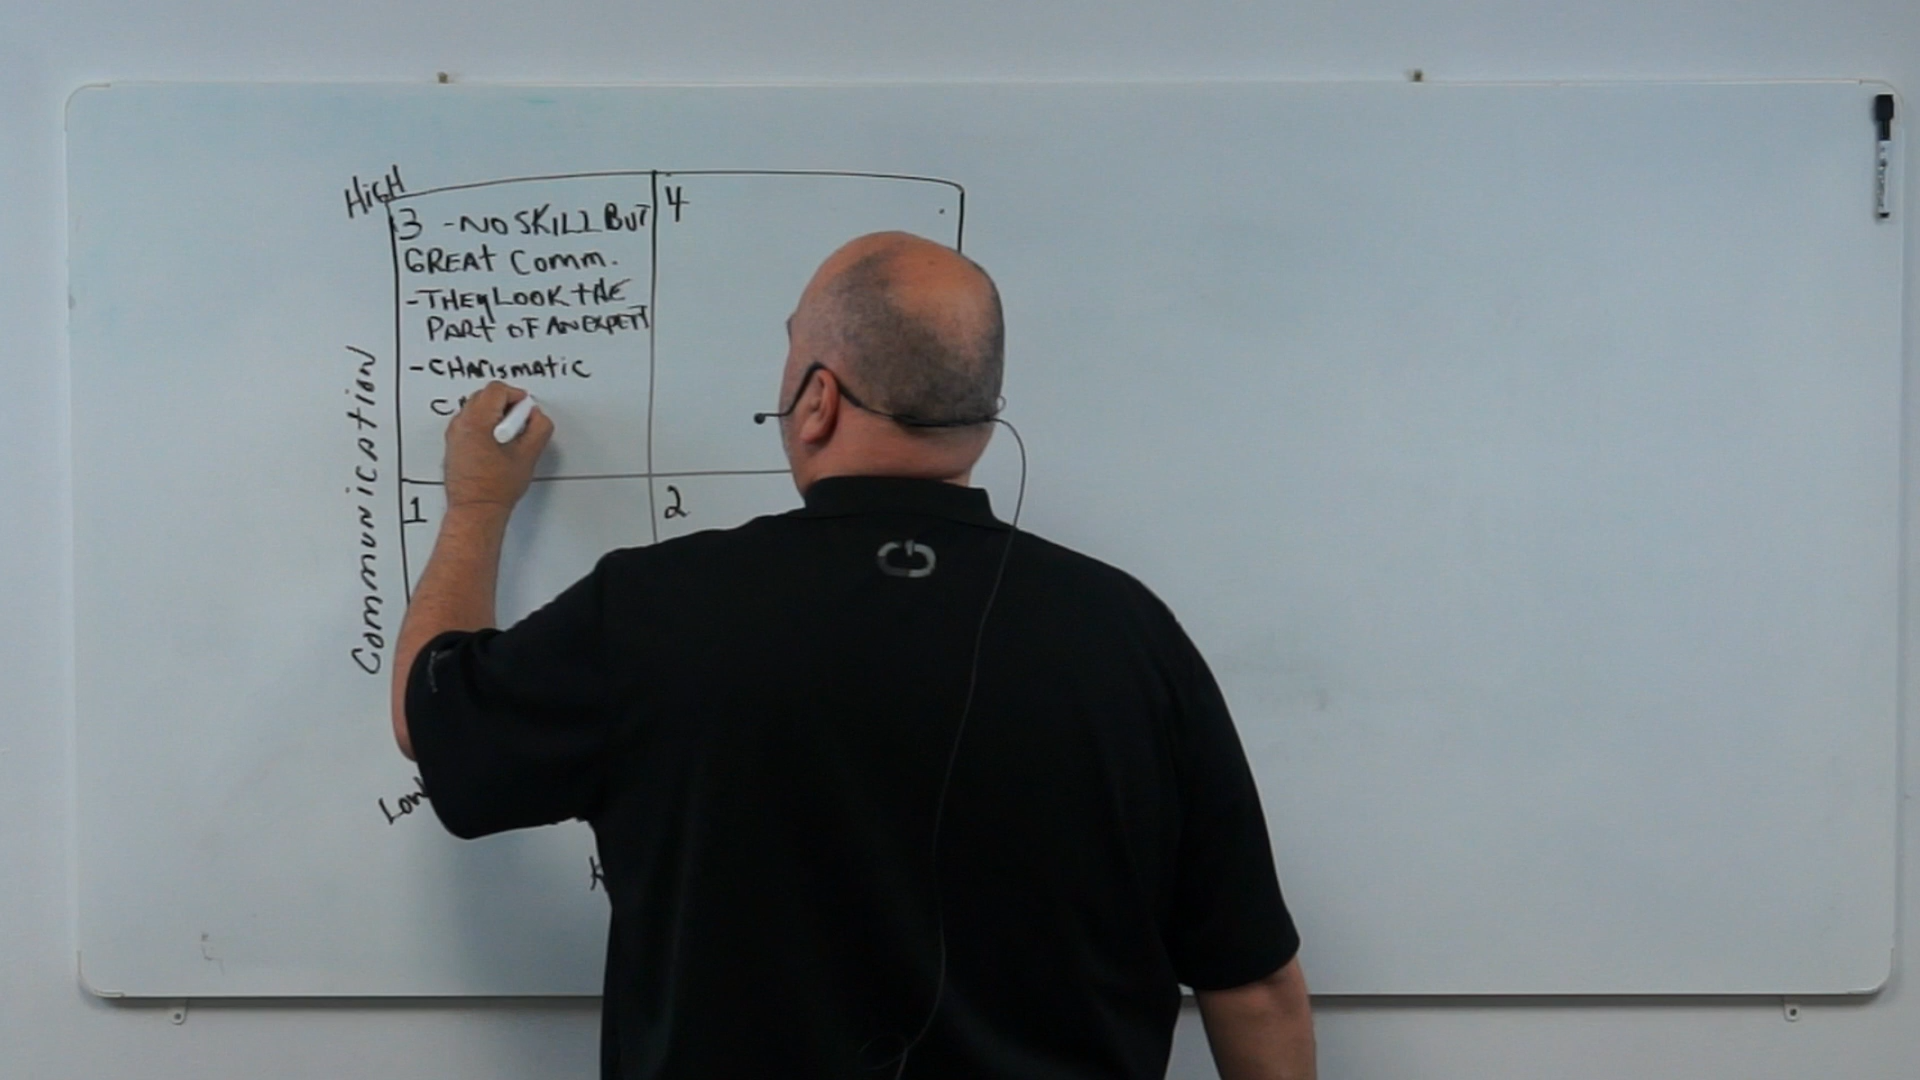 HIGH
3 - NO SKILL BUT
GREAT Comm.
- THEY LOOK THE
PART OF AN EXPERT
- CHARISMATIC
4
1
2
Communication
Low